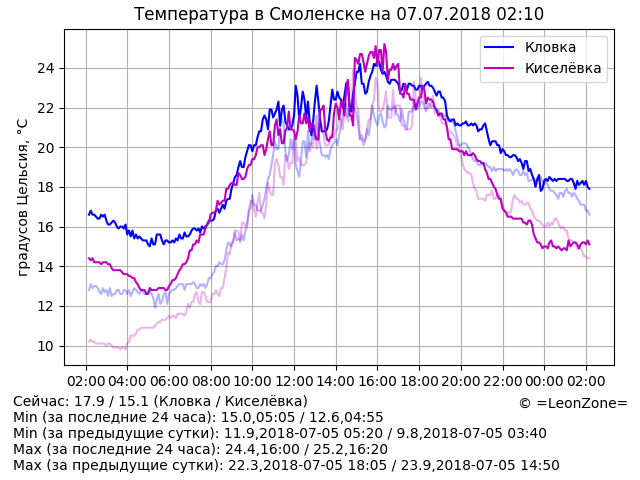 Температура в Смоленске на 07.07.2018 02:10
Кловка
Киселёвка
градусов Цельсия, °C
24
22
20
18
16
14
12
10
02:00 04:00 06:00 08:00 10:00 12:00 14:00 16:00 18:00 20:00 22:00 00:00 02:00
Сейчас: 17.9 / 15.1 (Кловка / Киселёвка)
© =LeonZone=
Min (за последние 24 часа): 15.0,05:05 / 12.6,04:55
Min (за предыдущие сутки): 11.9,2018-07-05 05:20 / 9.8,2018-07-05 03:40
Max (за последние 24 часа): 24.4,16:00 / 25.2,16:20
Max (за предыдущие сутки): 22.3,2018-07-05 18:05 / 23.9,2018-07-05 14:50